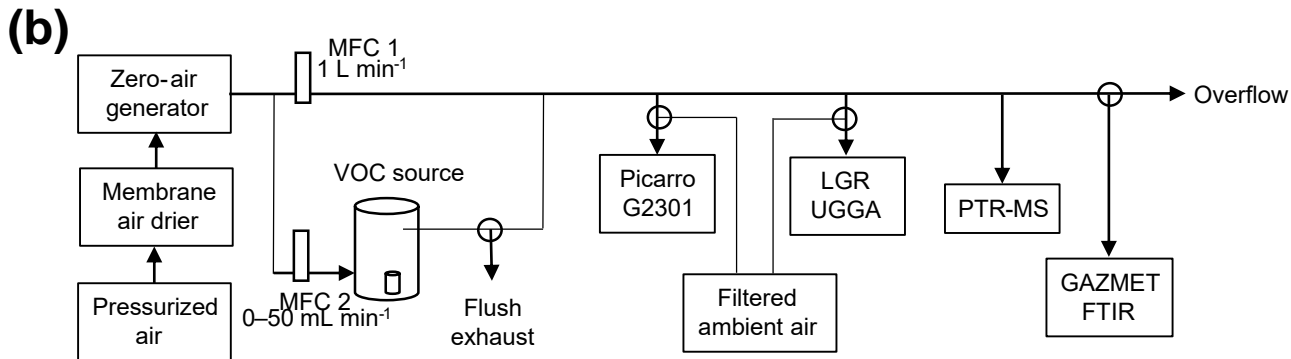 (b)
MFC 1
1 L min-1
Zero-air
generator
Overflow
Membrane
air drier
VOC source
Picarro
G2301
LGR
UGGA
PTR-MS
GAZMET
FTIR
Pressurized
air
MFC 2
0–50 mL min-1
Flush
exhaust
Filtered
ambient air